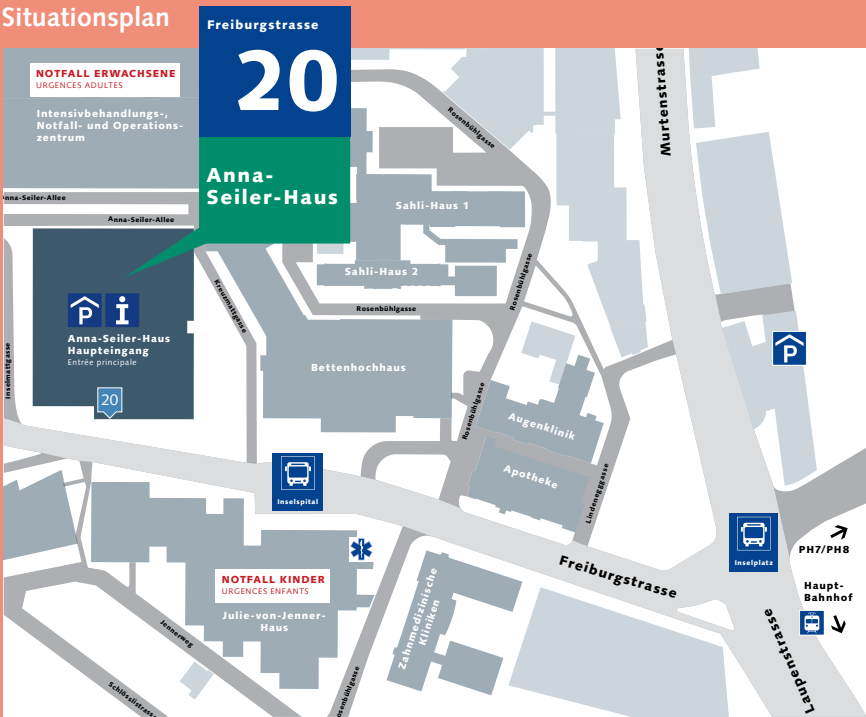 Situationsplan
Freiburgstrasse
20
Anna-
Seiler-Haus
NOTFALL ERWACHSENE
URGENCES ADULTES
Intensivbehandlungs-,
Notfall- und Operations-
zentrum
Murtenstrasse
Rosenbühlgasse
Anna-Seiler-Allee
Anna-Seiler-Allee
Sahli-Haus 1
Sahli-Haus 2
Rosenbühlgasse
Rosenbühlgasse
Kreuzmattgasse
Inselmattgasse
P
i
Anna-Seiler-Haus
Haupteingang
Entrée principale
20
Bettenhochhaus
P
Rosenbühlgasse
Augenklinik
Apotheke
Lindenegggasse
Inselspital
Inselplatz
PH7/PH8
Freiburgstrasse
Haupt-
Bahnhof
NOTFALL KINDER
URGENCES ENFANTS
Julie-von-Jenner-
Haus
Zahnmedizinische
Kliniken
Jennerweg
Schlösslistrasse
Rosenbühlgasse
Laupenstrasse